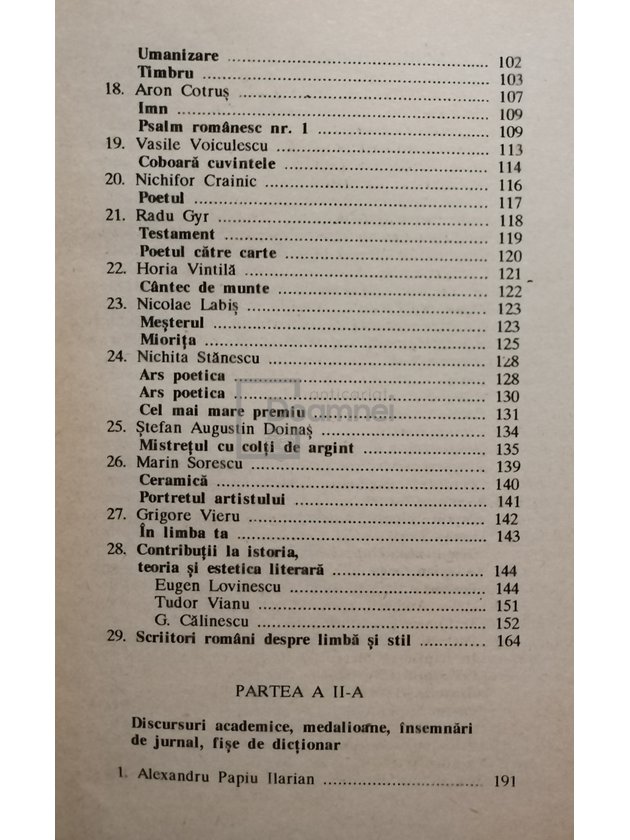 Umanizare ........ 102
Timbru ........ 103
18. Aron Cotruș ........ 107
Imn ........ 109
Psalm românesc nr. 1 ........ 109
19. Vasile Voiculescu ........ 113
Coboară cuvintele ........ 114
20. Nichifor Crainic ........ 116
Poetul ........ 117
21. Radu Gyr ........ 118
Testament ........ 119
Poetul către carte ........ 120
22. Horia Vintilă ........ 121
Cântec de munte ........ 122
23. Nicolae Labiș ........ 123
Meșterul ........ 123
Miorița ........ 125
24. Nichita Stănescu ........ 128
Ars poetica ........ 128
Ars poetica ........ 130
Cel mai mare premiu ........ 131
25. Ștefan Augustin Doinaș ........ 134
Mistrețul cu colți de argint ........ 135
26. Marin Sorescu ........ 139
Ceramică ........ 140
Portretul artistului ........ 141
27. Grigore Vieru ........ 142
În limba ta ........ 143
28. Contribuții la istoria,
teoria și estetica literară ........ 144
Eugen Lovinescu ........ 144
Tudor Vianu ........ 151
G. Călinescu ........ 152
29. Scriitori români despre limbă și stil ........ 164
PARTEA A II-A
Discursuri academice, medalioane, însemnări
de jurnal, fișe de dicționar
1. Alexandru Papiu Ilarian ........ 191